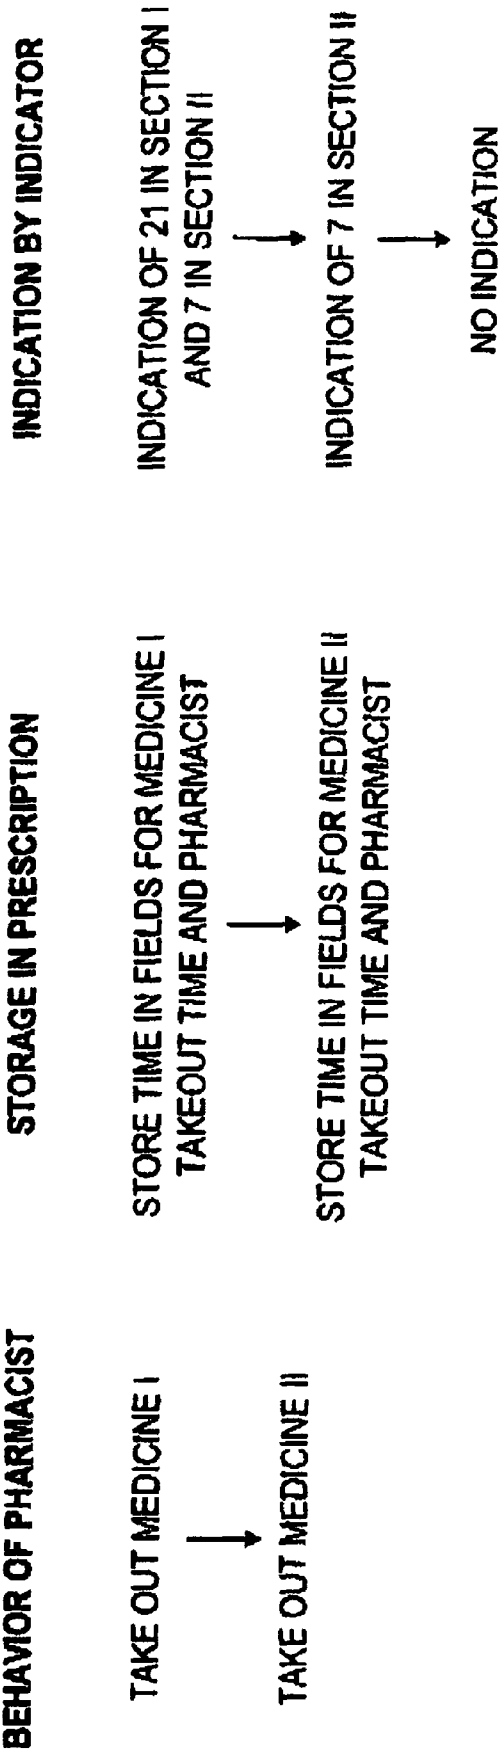 BEHAVIOR OF PHARMACIST
TAKE OUT MEDICINE I
TAKE OUT MEDICINE II
STORAGE IN PRESCRIPTION
STORE TIME IN FIELDS FOR MEDICINE I
TAKEOUT TIME AND PHARMACIST
STORE TIME IN FIELDS FOR MEDICINE II
TAKEOUT TIME AND PHARMACIST
INDICATION BY INDICATOR
INDICATION OF 21 IN SECTION I
AND 7 IN SECTION II
INDICATION OF 7 IN SECTION II
NO INDICATION